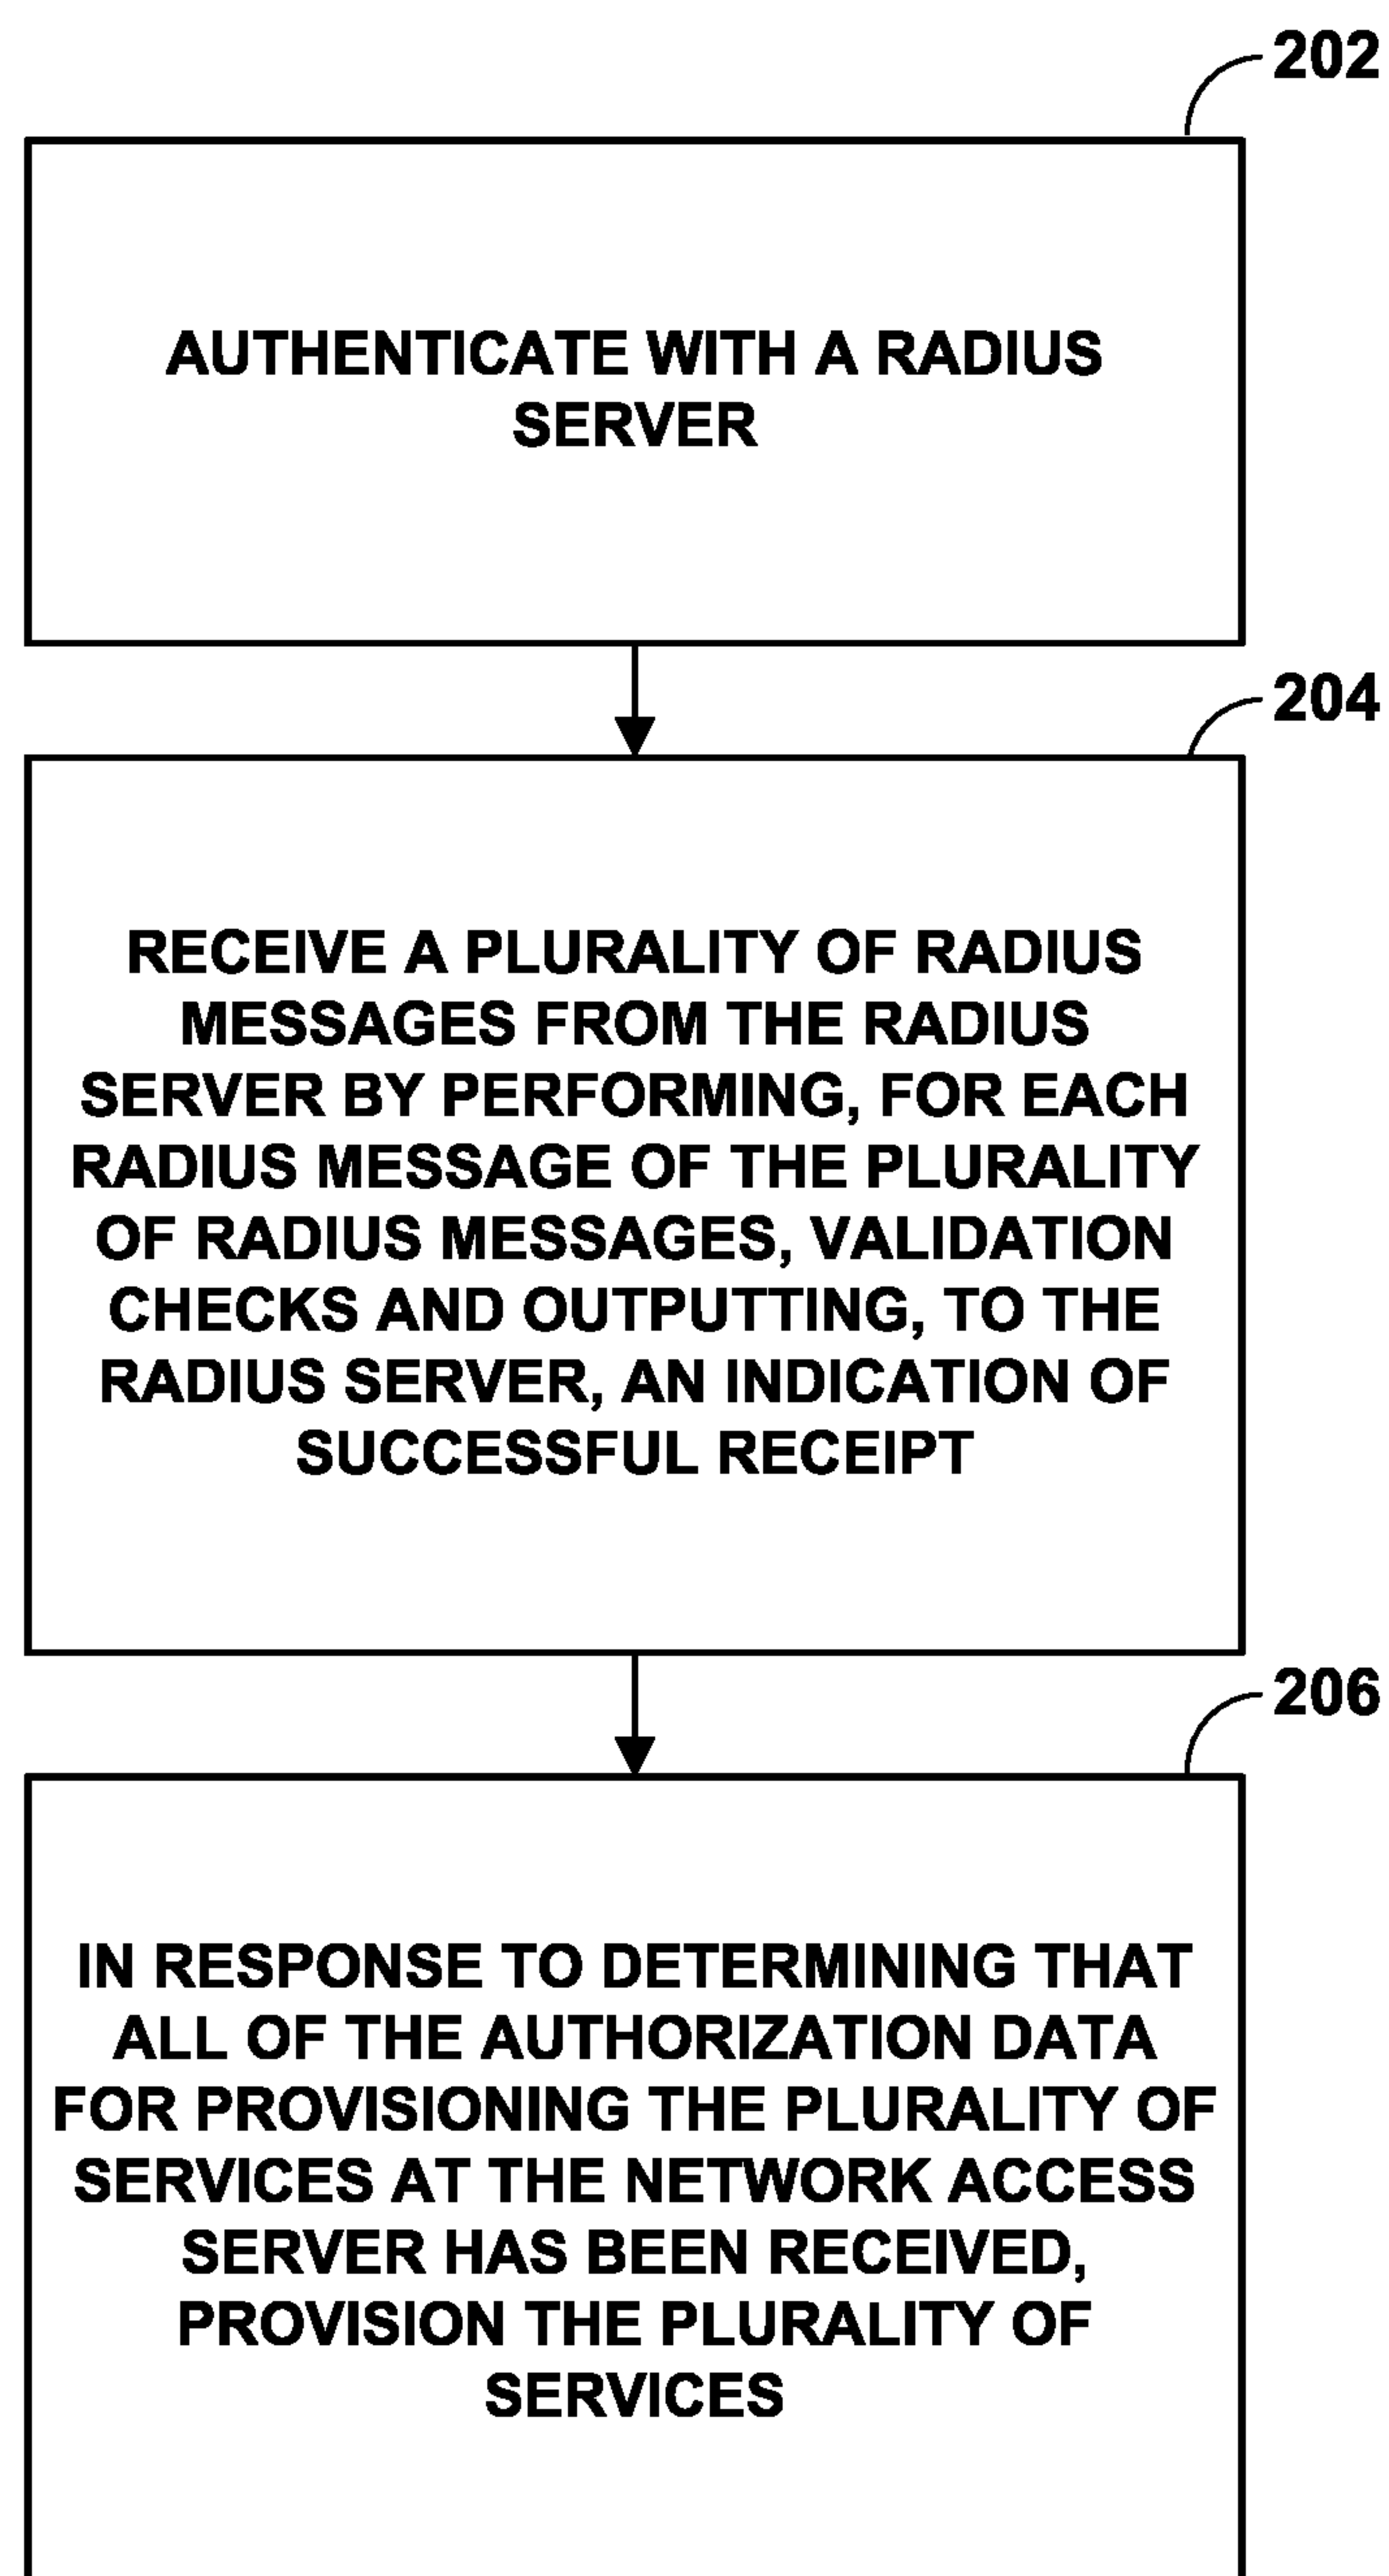 202
AUTHENTICATE WITH A RADIUS
SERVER
204
RECEIVE A PLURALITY OF RADIUS
MESSAGES FROM THE RADIUS
SERVER BY PERFORMING, FOR EACH
RADIUS MESSAGE OF THE PLURALITY
OF RADIUS MESSAGES, VALIDATION
CHECKS AND OUTPUTTING, TO THE
RADIUS SERVER, AN INDICATION OF
SUCCESSFUL RECEIPT
206
IN RESPONSE TO DETERMINING THAT
ALL OF THE AUTHORIZATION DATA
FOR PROVISIONING THE PLURALITY OF
SERVICES AT THE NETWORK ACCESS
SERVER HAS BEEN RECEIVED,
PROVISION THE PLURALITY OF
SERVICES